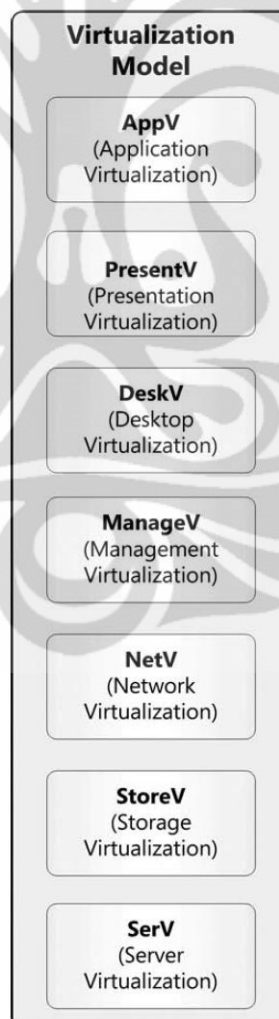 Virtualization
Model
AppV
(Application
Virtualization)
PresentV
(Presentation
Virtualization)
DeskV
(Desktop
Virtualization)
ManageV
(Management
Virtualization)
NetV
(Network
Virtualization)
StoreV
(Storage
Virtualization)
SerV
(Server
Virtualization)